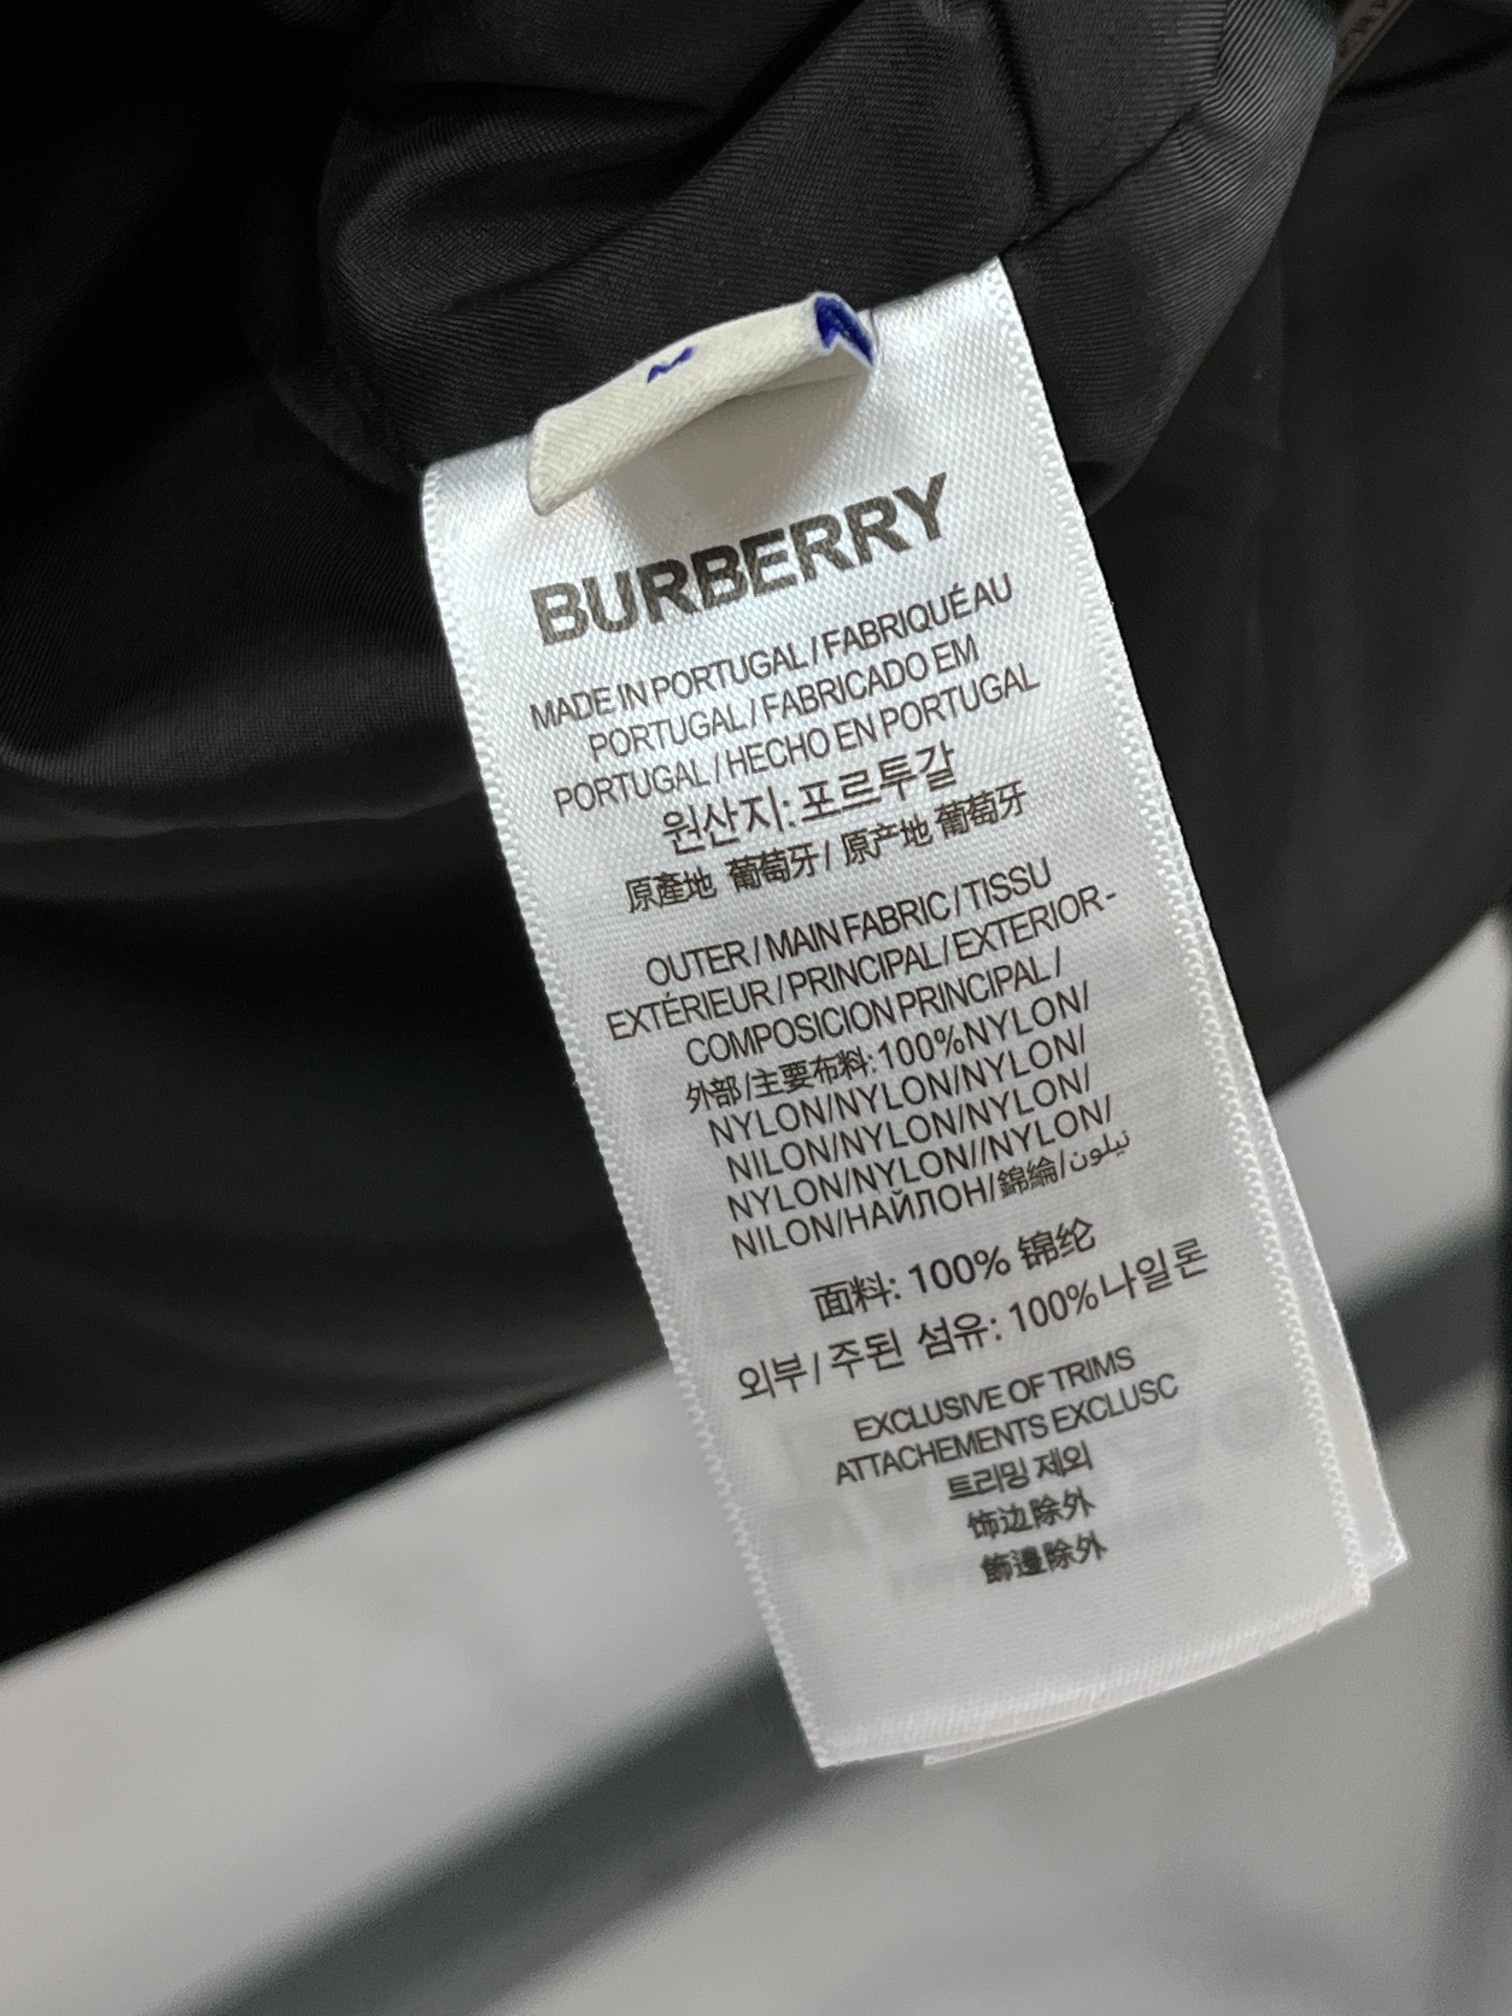 BURBERRY
MADE IN PORTUGAL / FABRIQUÉ AU
PORTUGAL / FABRICADO EM
PORTUGAL / HECHO EN PORTUGAL
원산지: 포르투갈
原產地 葡萄牙 / 原产地 葡萄牙
OUTER / MAIN FABRIC / TISSU
EXTÉRIEUR / PRINCIPAL / EXTERIOR-
COMPOSICION PRINCIPAL /
外部 / 主要布料: 100%NYLON/
NYLON/NYLON/NYLON/
NILON/NYLON/NYLON/
NYLON/NYLON//NYLON/
NILON/НАЙЛОН/錦綸/نيلون
面料: 100% 锦纶
외부 / 주된 섬유: 100%나일론
EXCLUSIVE OF TRIMS
ATTACHEMENTS EXCLUSC
트리밍 제외
饰边除外
飾邊除外